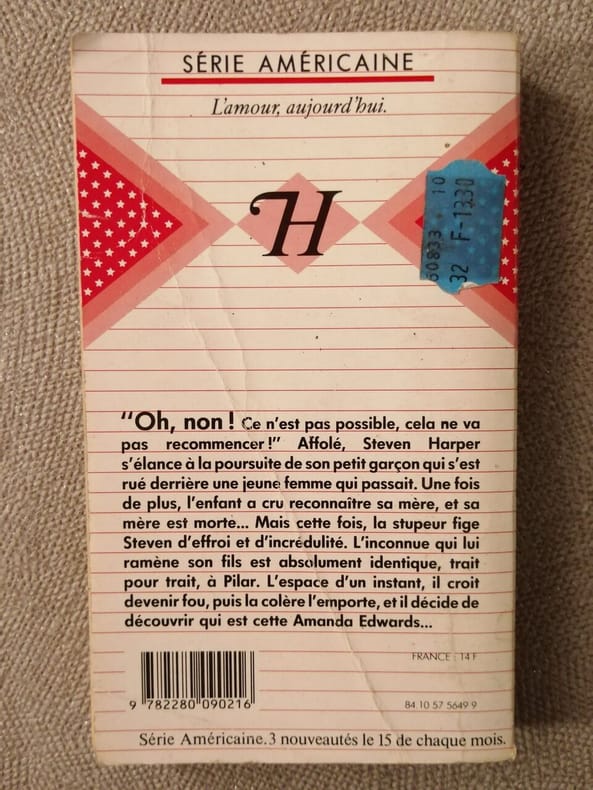 SÉRIE AMÉRICAINE
L'amour, aujourd'hui.
H
60833 10
32 F-13.30
"Oh, non ! Ce n'est pas possible, cela ne va
pas recommencer !" Affolé, Steven Harper
s'élance à la poursuite de son petit garçon qui s'est
rué derrière une jeune femme qui passait. Une fois
de plus, l'enfant a cru reconnaître sa mère, et sa
mère est morte... Mais cette fois, la stupeur fige
Steven d'effroi et d'incrédulité. L'inconnue qui lui
ramène son fils est absolument identique, trait
pour trait, à Pilar. L'espace d'un instant, il croit
devenir fou, puis la colère l'emporte, et il décide de
découvrir qui est cette Amanda Edwards...
FRANCE : 14 F
9 782280 090216
84 10 57 5649 9
Série Américaine. 3 nouveautés le 15 de chaque mois.